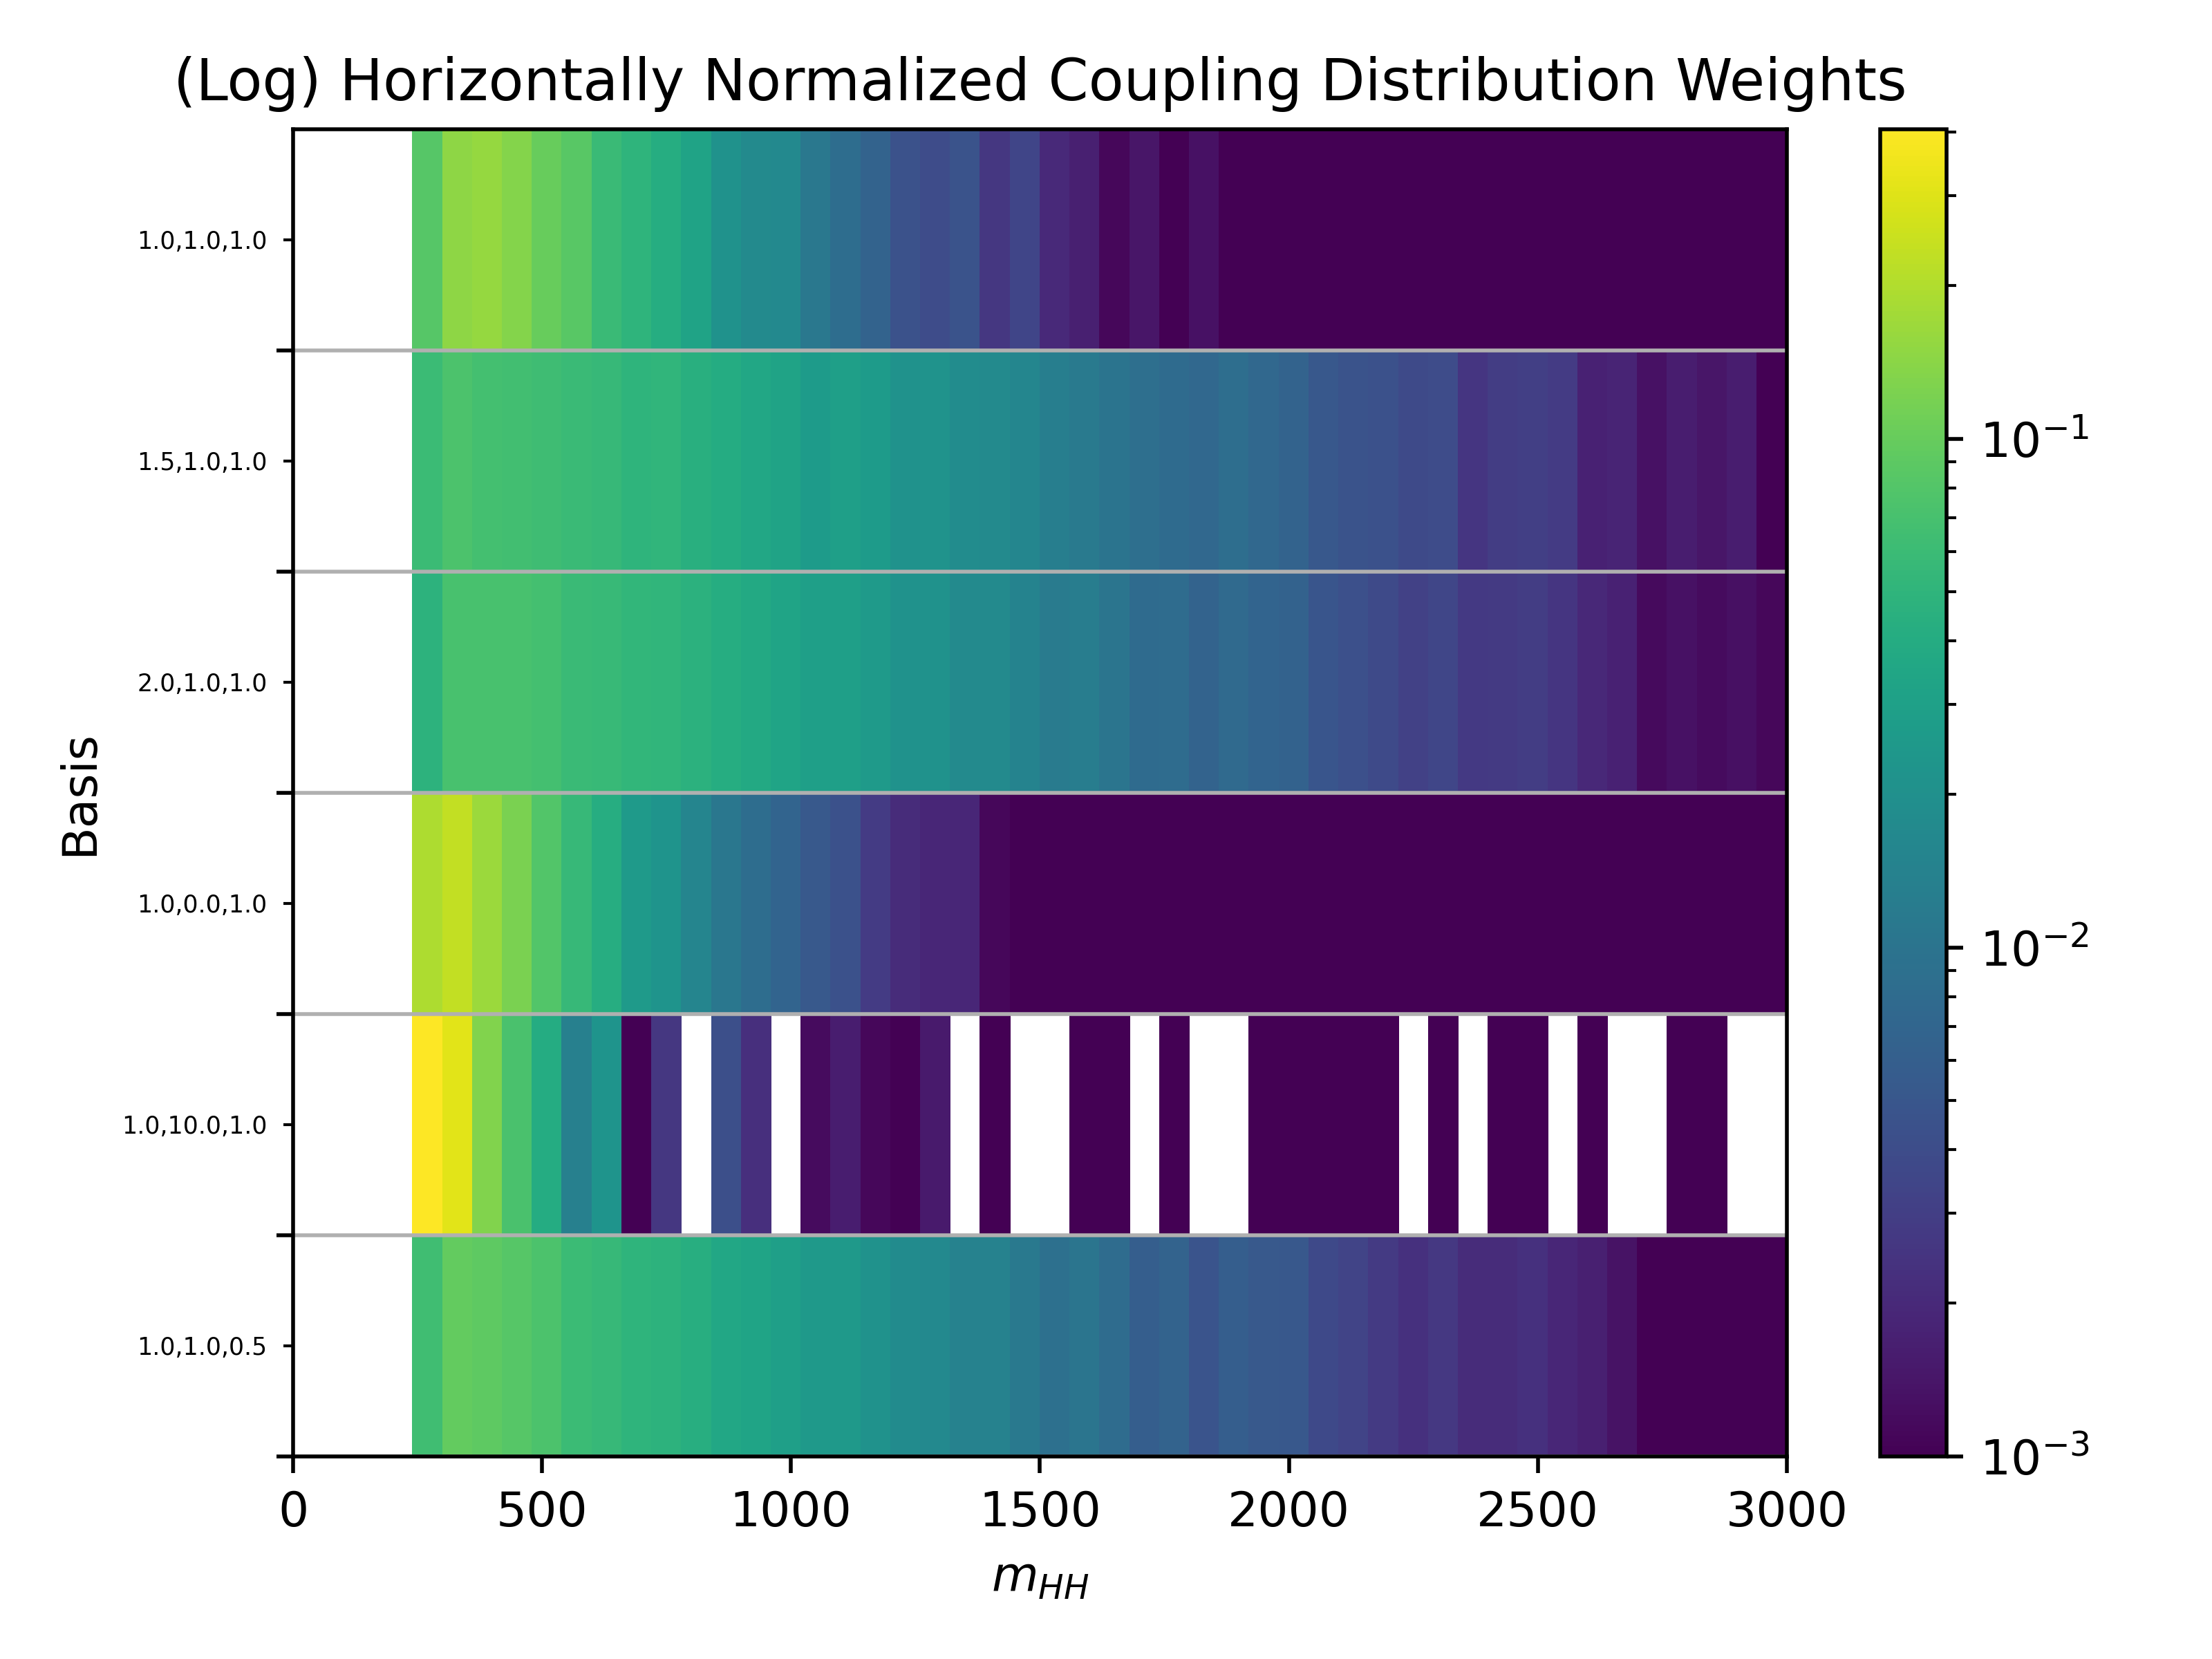 (Log) Horizontally Normalized Coupling Distribution Weights
Basis
1.0,1.0,1.0
1.5,1.0,1.0
2.0,1.0,1.0
1.0,0.0,1.0
1.0,10.0,1.0
1.0,1.0,0.5
0 500 1000 1500 2000 2500 3000
m_{HH}
10^{-1}
10^{-2}
10^{-3}